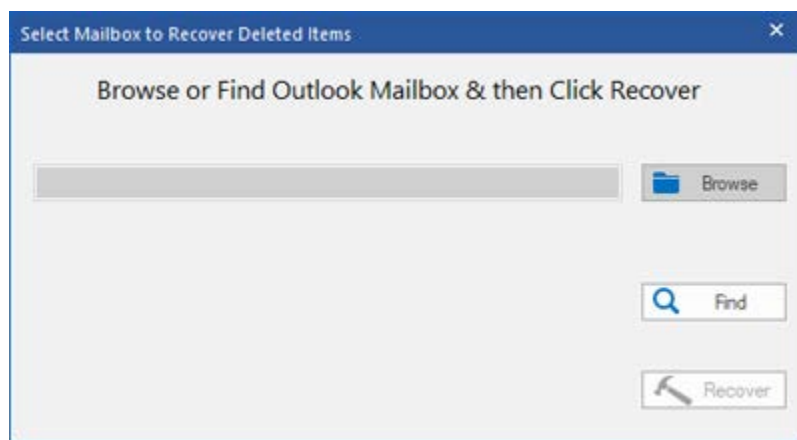 Select Mailbox to Recover Deleted Items
Browse or Find Outlook Mailbox & then Click Recover
Browse
Find
Recover